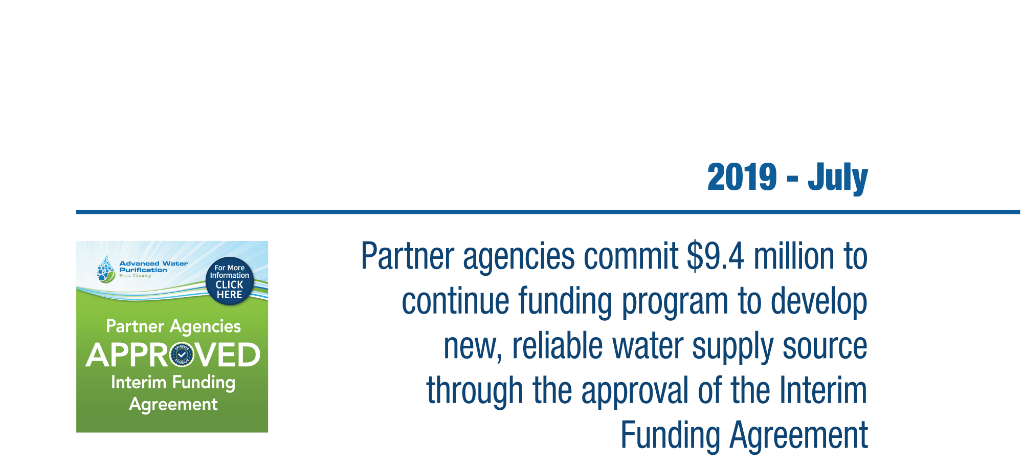 2019 - July
Partner agencies commit $9.4 million to
continue funding program to develop
new, reliable water supply source
through the approval of the Interim
Funding Agreement
Advanced Water
Purification
East County
For More
Information
CLICK
HERE
Partner Agencies
APPROVED
Interim Funding
Agreement